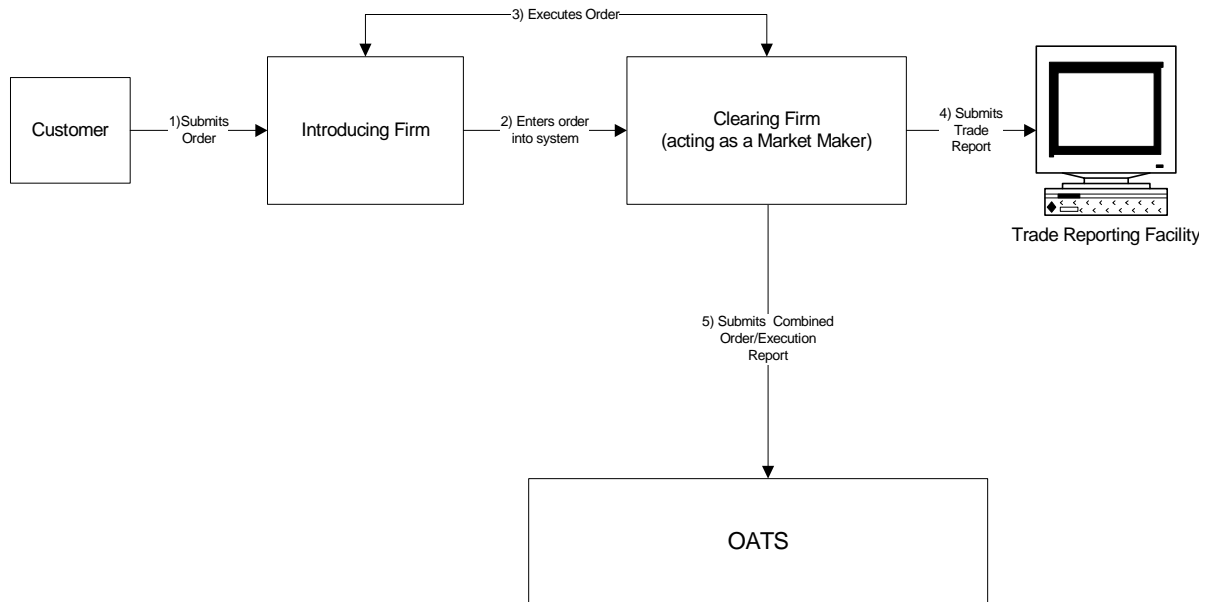 3) Executes Order
Customer
1)Submits
Order
Introducing Firm
2) Enters order
into system
Clearing Firm
(acting as a Market Maker)
4) Submits
Trade
Report
Trade Reporting Facility
5) Submits Combined
Order/Execution
Report
OATS